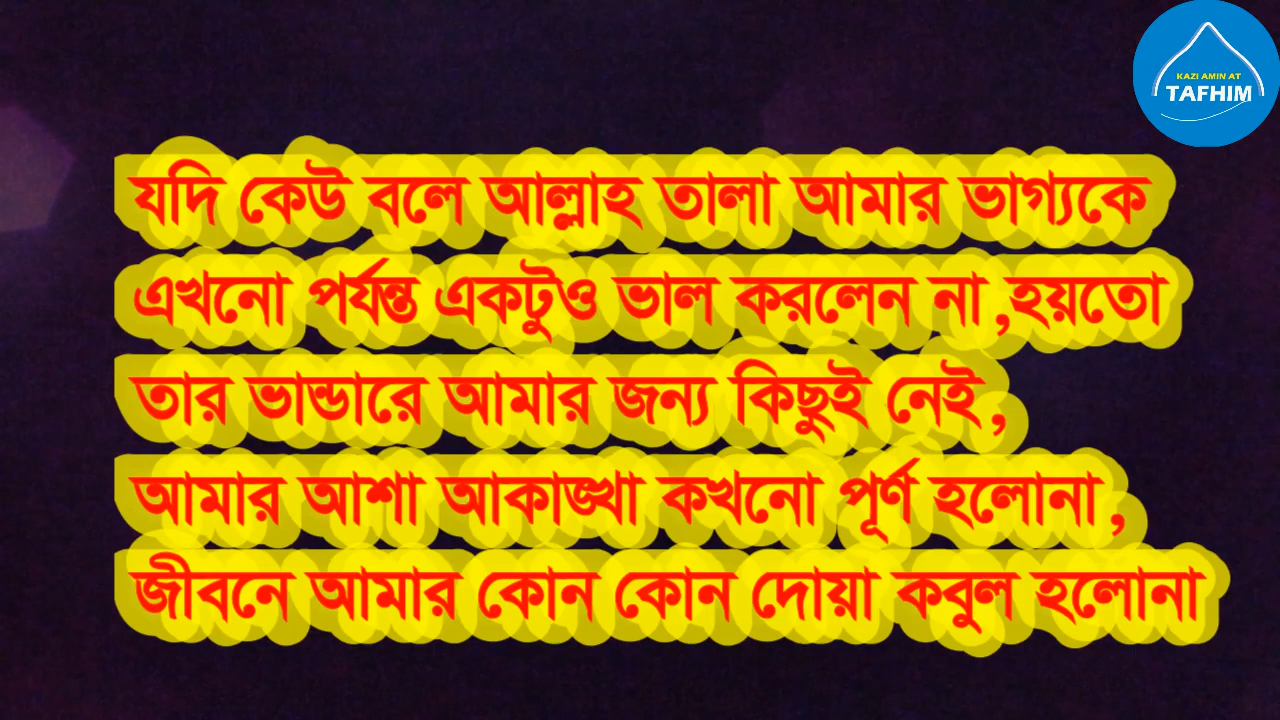 KAZI AMIN AT
TAFHIM
যদি কেউ বলে আল্লাহ তালা আমার ভাগ্যকে
এখনো পর্যন্ত একটুও ভাল করলেন না,হয়তো
তার ভান্ডারে আমার জন্য কিছুই নেই,
আমার আশা আকাঙ্খা কখনো পূর্ণ হলোনা,
জীবনে আমার কোন কোন দোয়া কবুল হলোনা